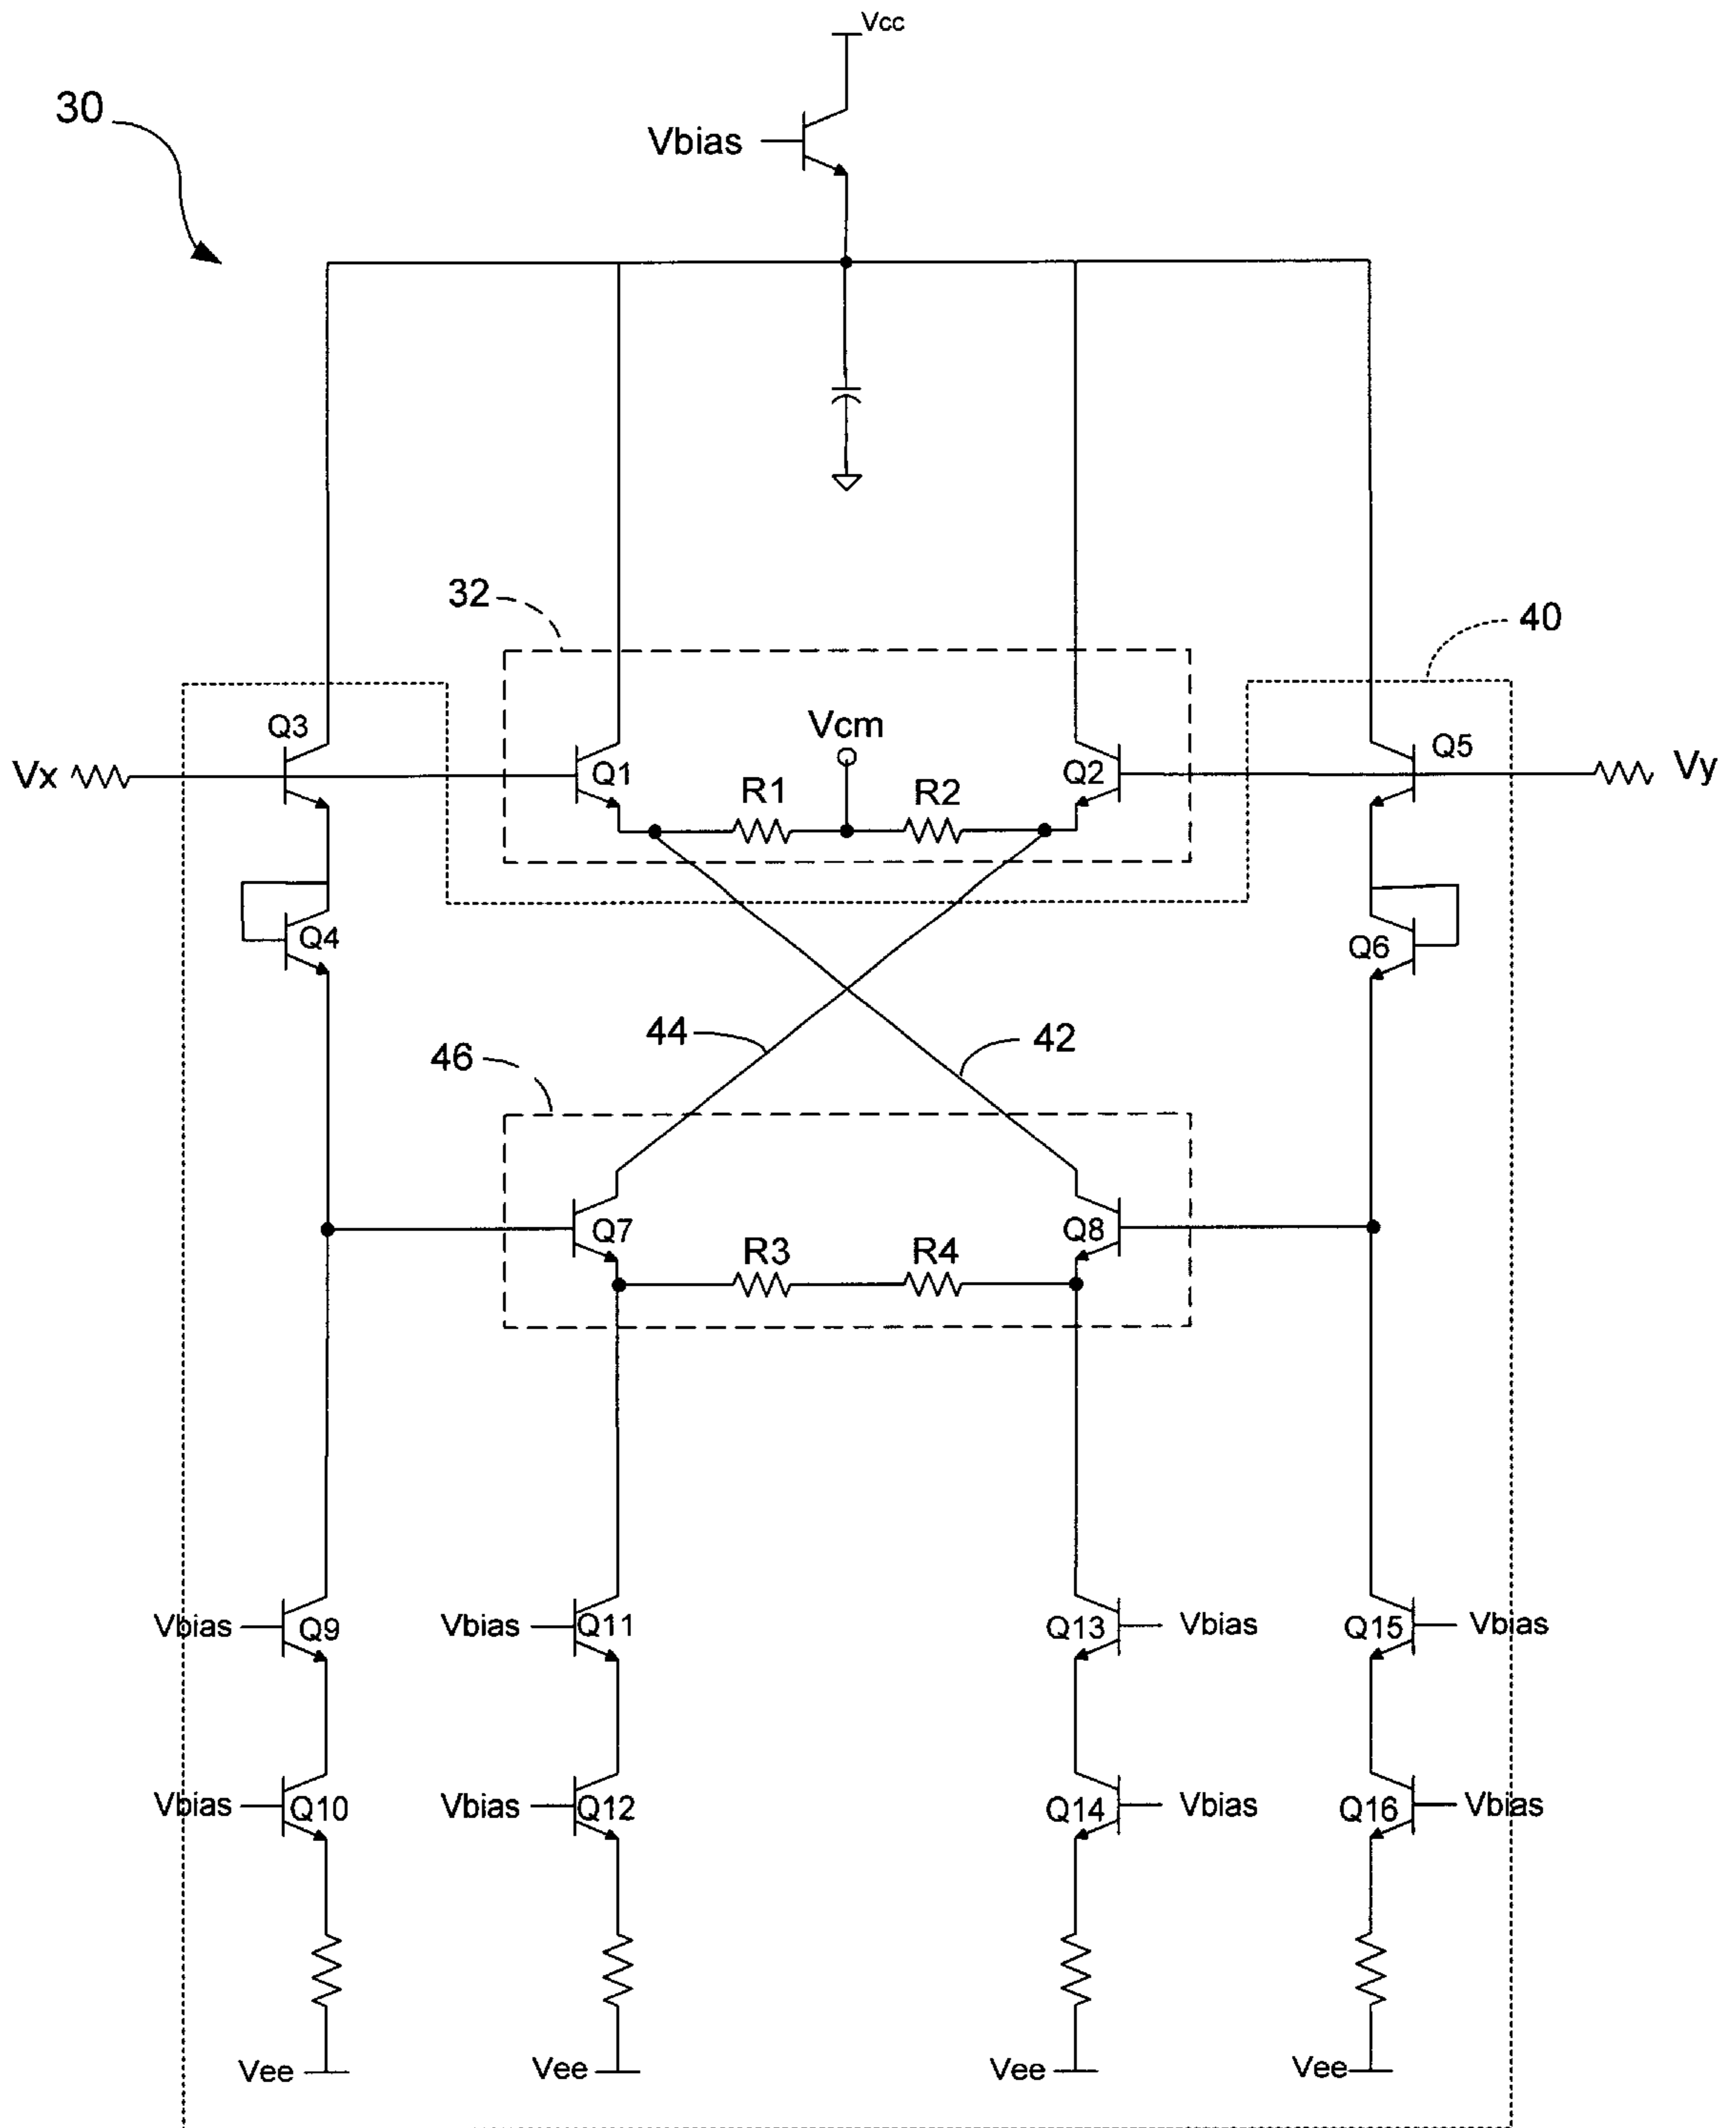 Vcc
30
Vbias
32
40
Q3
Vcm
Q5
Vx
Q1
R1
R2
Q2
Vy
Q4
Q6
44
42
46
Q7
R3
R4
Q8
Vbias
Q9
Vbias
Q11
Q13
Vbias
Q15
Vbias
Vbias
Q10
Vbias
Q12
Q14
Vbias
Q16
Vbias
Vee
Vee
Vee
Vee